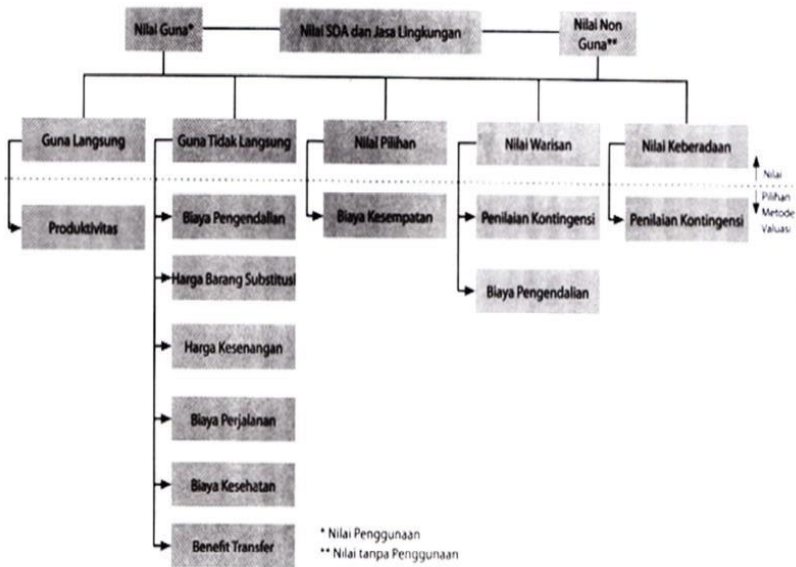 Nilai Guna*
Nilai SDA dan Jasa Lingkungan
Nilai Non
Guna**
Guna Langsung
Guna Tidak Langsung
Nilai Pilihan
Nilai Warisan
Nilai Keberadaan
Nilai
Pilihan
Metode
Valuasi
Produktivitas
Biaya Pengendalian
Biaya Kesempatan
Penilaian Kontingensi
Penilaian Kontingensi
Harga Barang Substitusi
Biaya Pengendalian
Harga Kesenangan
Biaya Perjalanan
Biaya Kesehatan
Benefit Transfer
* Nilai Penggunaan
** Nilai tanpa Penggunaan